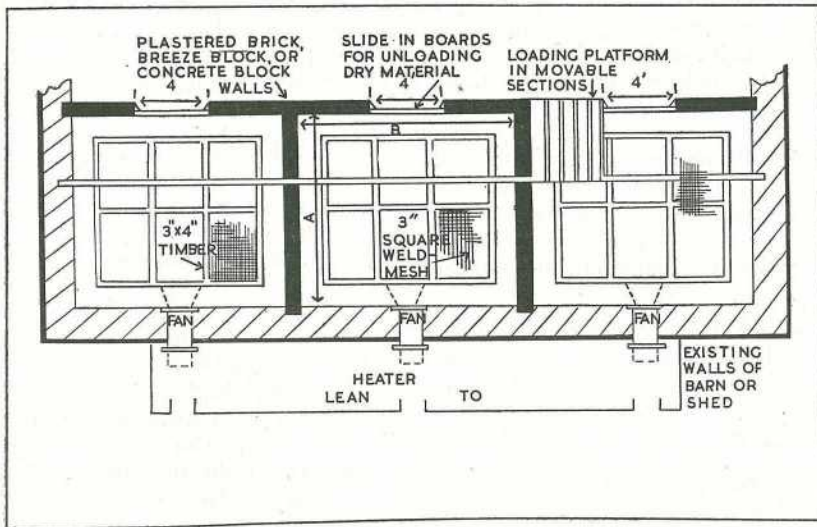 PLASTERED BRICK,
BREEZE BLOCK, OR
CONCRETE BLOCK
WALLS
4
SLIDE IN BOARDS
FOR UNLOADING
DRY MATERIAL
4
LOADING PLATFORM
IN MOVABLE
SECTIONS
4'
B
A
3"x4"
TIMBER
3"
SQUARE
WELD
MESH
FAN
FAN
FAN
HEATER
LEAN TO
EXISTING
WALLS OF
BARN OR
SHED